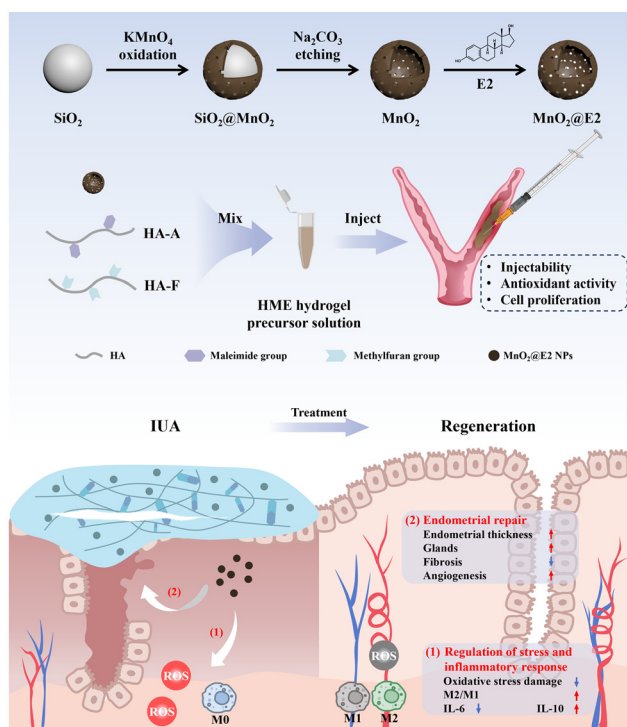 KMnO₄
oxidation
Na₂CO₃
etching
HO
OH
H
H
H
E2
SiO₂
SiO₂@MnO₂
MnO₂
MnO₂@E2
HA-A
HA-F
Mix
Inject
HME hydrogel
precursor solution
• Injectability
• Antioxidant activity
• Cell proliferation
HA
Maleimide group
Methylfuran group
MnO₂@E2 NPs
IUA
Treatment
Regeneration
(2) Endometrial repair
Endometrial thickness ↑
Glands ↑
Fibrosis ↓
Angiogenesis ↑
(2)
(1)
ROS
ROS
M0
ROS
M1
M2
(1) Regulation of stress and
inflammatory response
Oxidative stress damage ↓
M2/M1 ↑
IL-6 ↓ IL-10 ↑